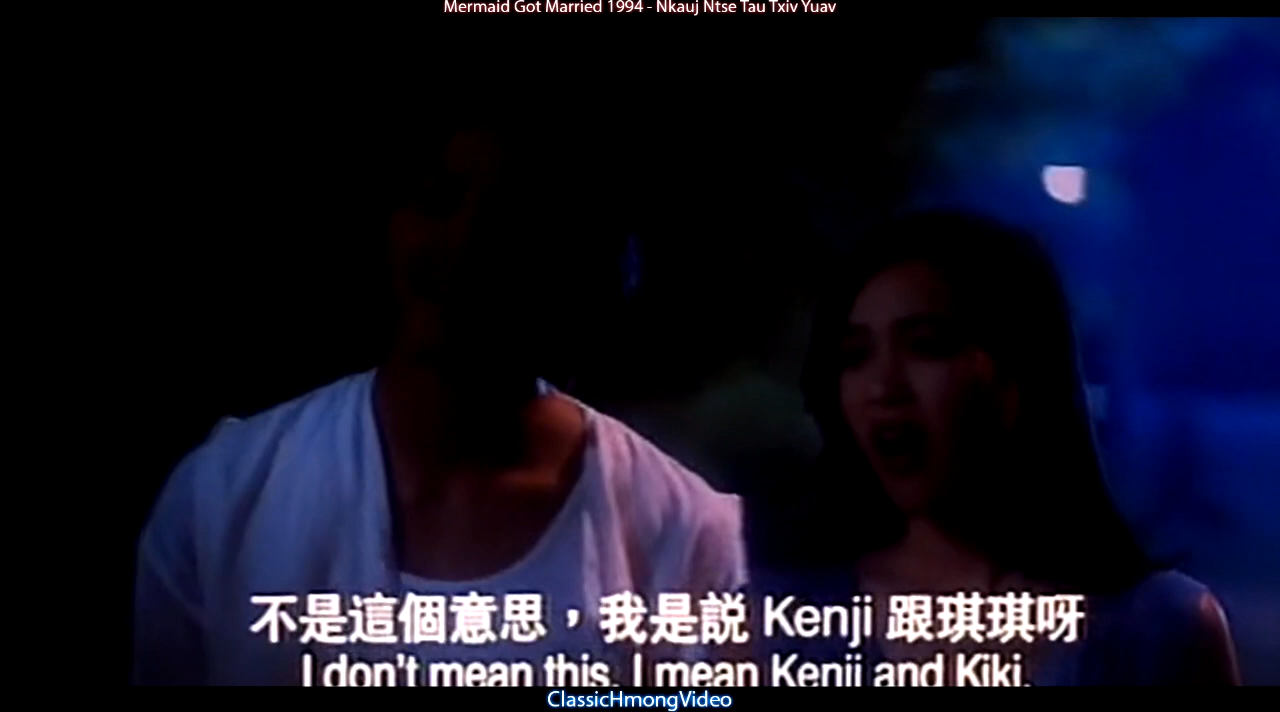 Mermaid Got Married 1994 - Nkauj Ntse Tau Txiv Yuav
不是這個意思，我是説 Kenji 跟琪琪呀
I don't mean this, I mean Kenji and Kiki.
ClassicHmongVideo